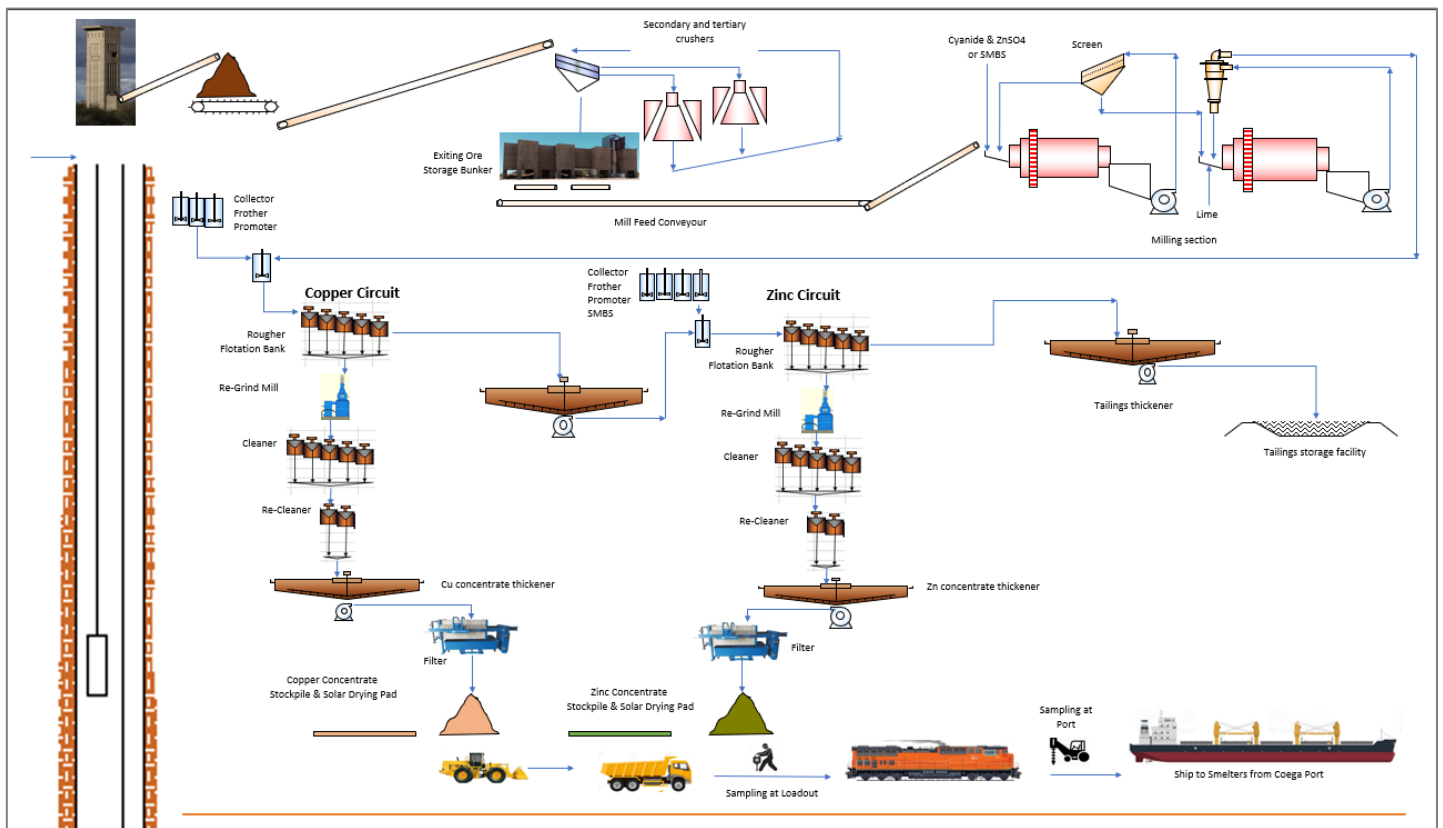 Secondary and tertiary
crushers
Cyanide & ZnSO4
or SMBS
Screen
Exiting Ore
Storage Bunker
Mill Feed Conveyour
Lime
Milling section
Collector
Frother
Promoter
Collector
Frother
Promoter
SMBS
Copper Circuit
Zinc Circuit
Rougher
Flotation Bank
Rougher
Flotation Bank
Re-Grind Mill
Re-Grind Mill
Tailings thickener
Cleaner
Cleaner
Tailings storage facility
Re-Cleaner
Re-Cleaner
Cu concentrate thickener
Zn concentrate thickener
Filter
Filter
Copper Concentrate
Stockpile & Solar Drying Pad
Zinc Concentrate
Stockpile & Solar Drying Pad
Sampling at
Port
Sampling at Loadout
Ship to Smelters from Coega Port